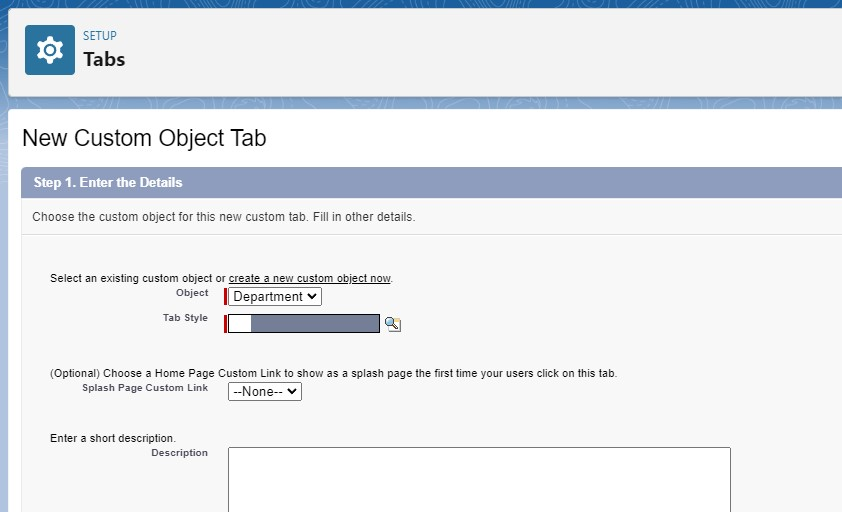 SETUP
Tabs
New Custom Object Tab
Step 1. Enter the Details
Choose the custom object for this new custom tab. Fill in other details.
Select an existing custom object or create a new custom object now.
Object Department
Tab Style
(Optional) Choose a Home Page Custom Link to show as a splash page the first time your users click on this tab.
Splash Page Custom Link --None--
Enter a short description.
Description